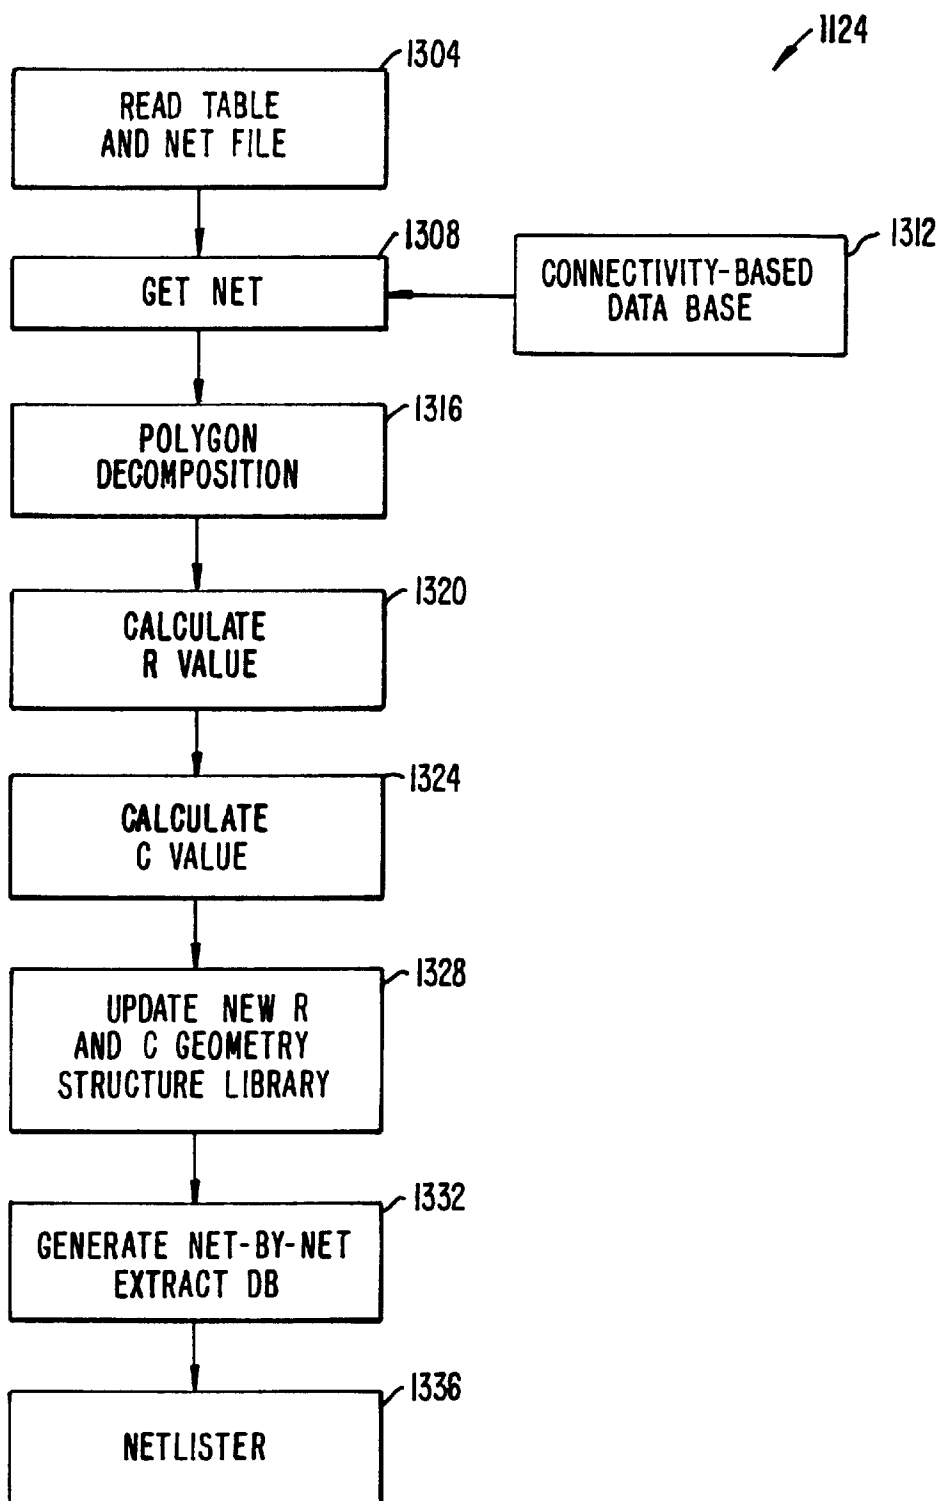 1124
1304
READ TABLE
AND NET FILE
1308
GET NET
1312
CONNECTIVITY-BASED
DATA BASE
1316
POLYGON
DECOMPOSITION
1320
CALCULATE
R VALUE
1324
CALCULATE
C VALUE
1328
UPDATE NEW R
AND C GEOMETRY
STRUCTURE LIBRARY
1332
GENERATE NET-BY-NET
EXTRACT DB
1336
NETLISTER